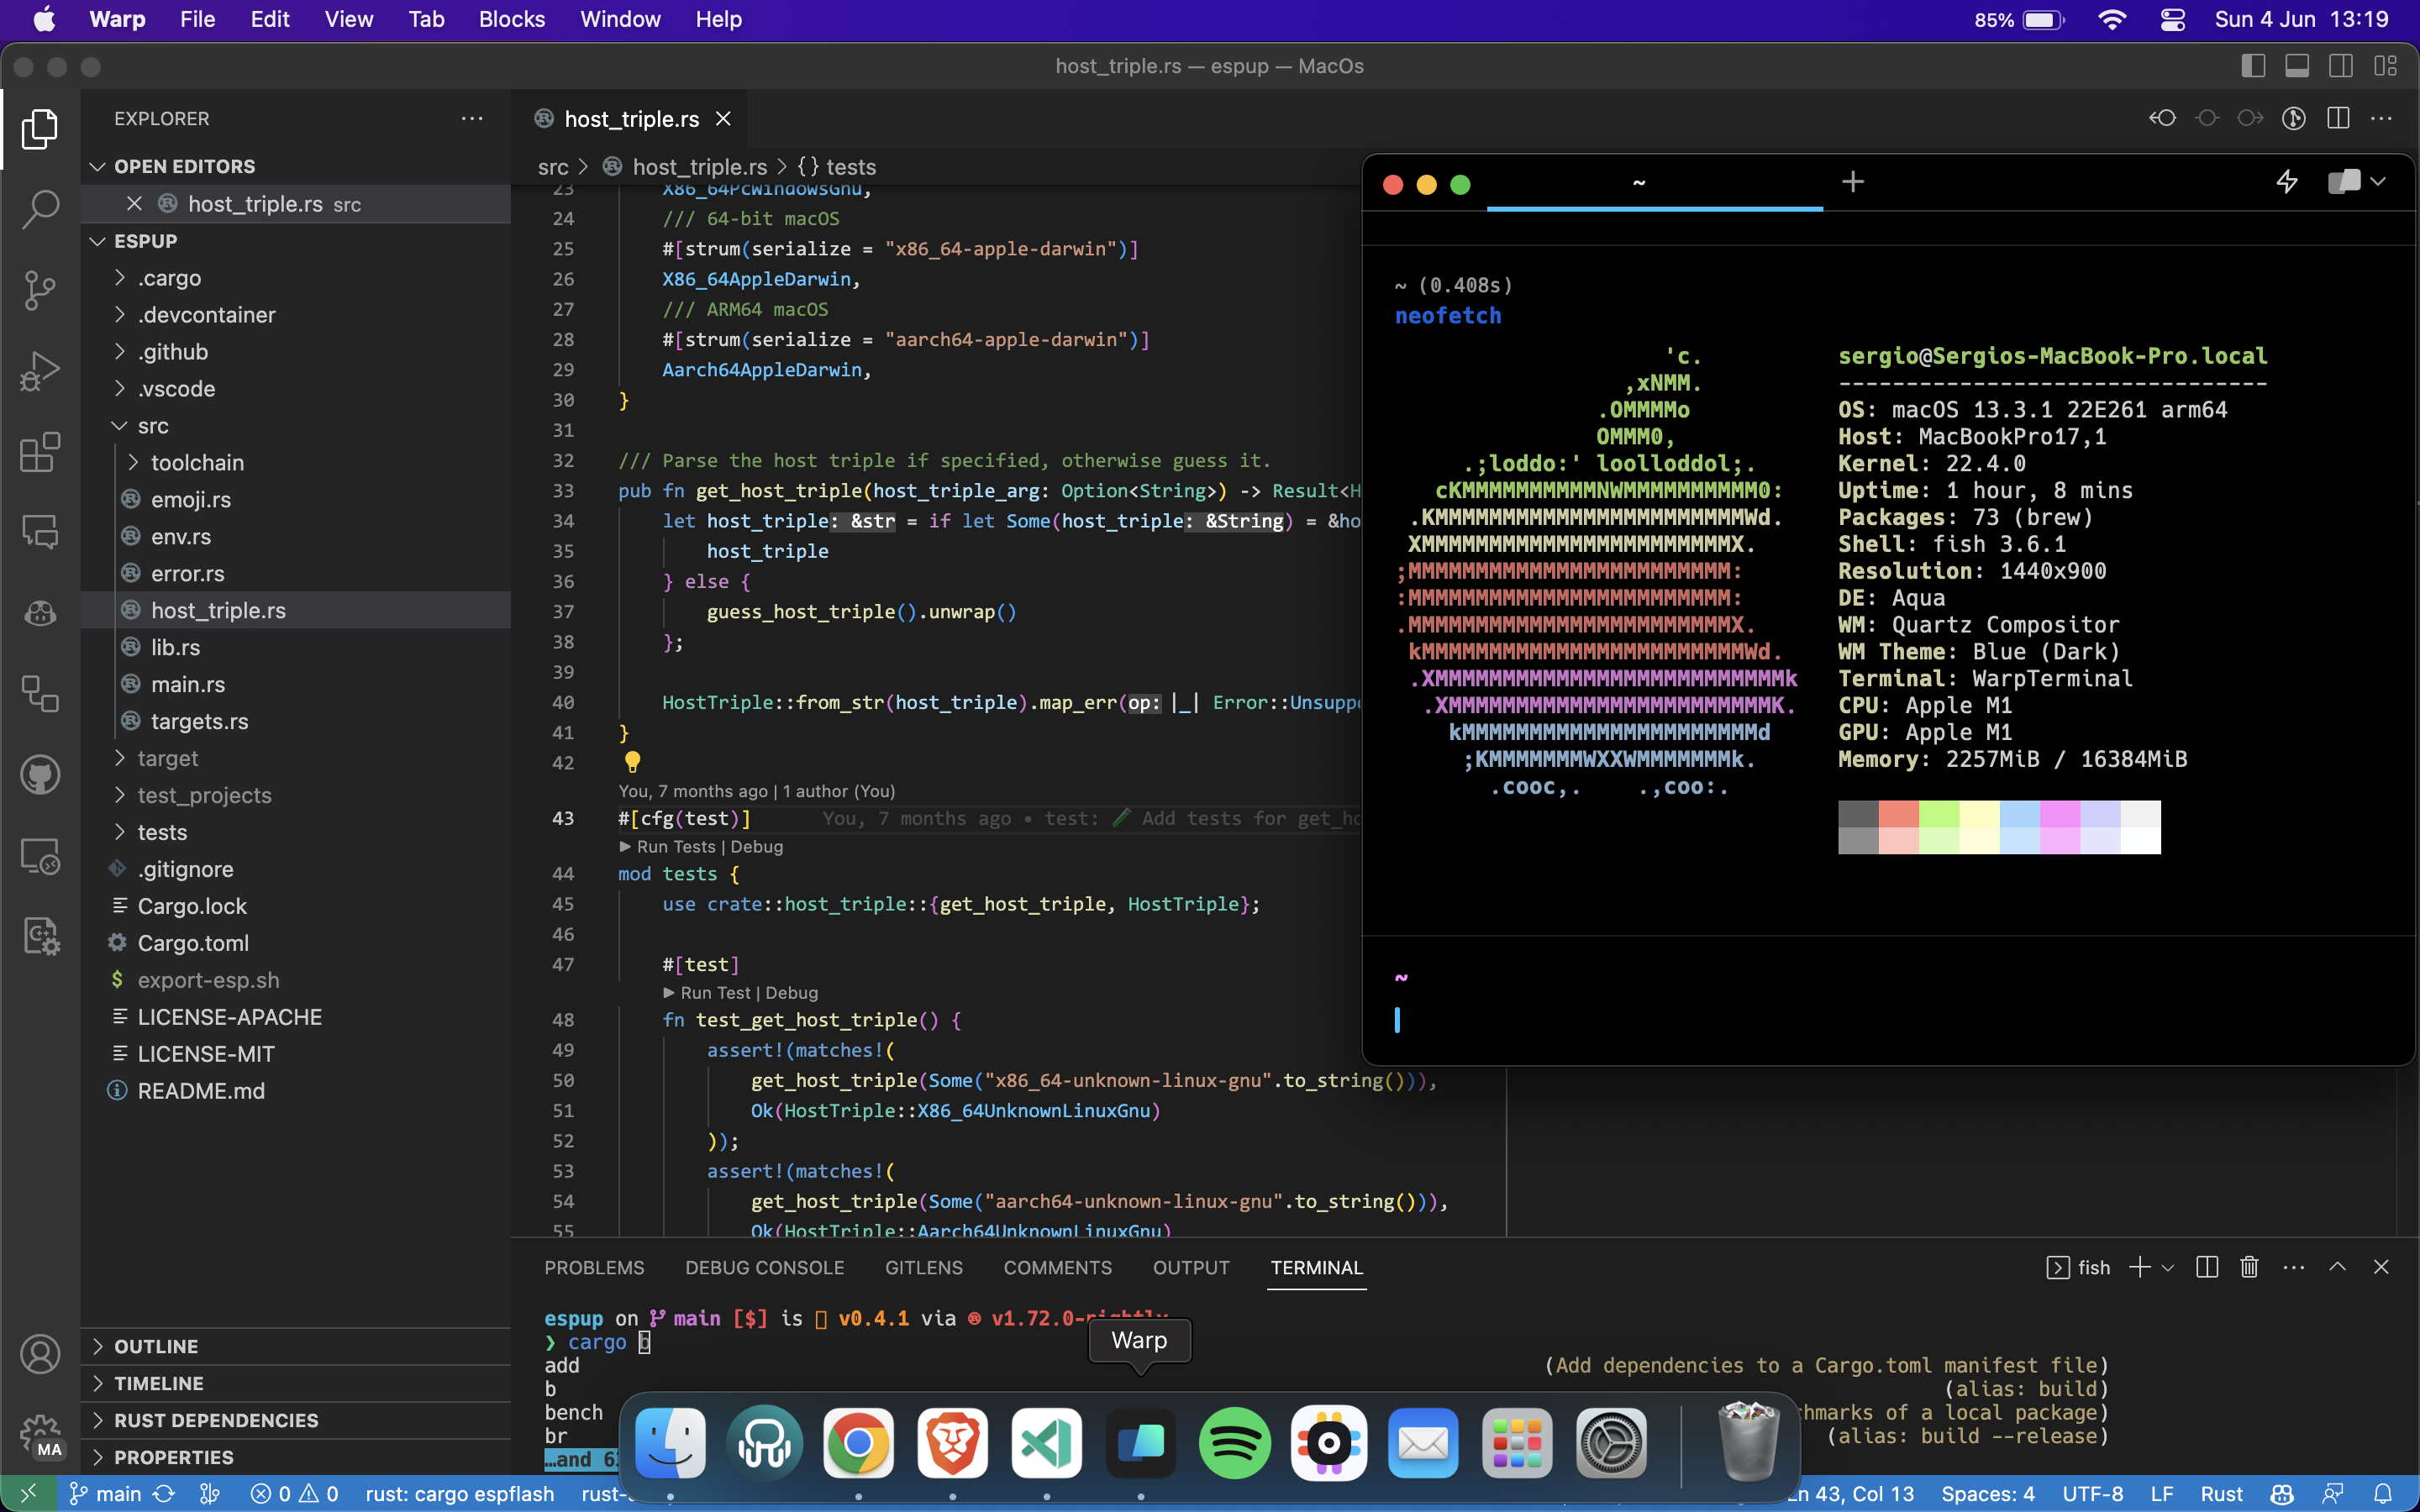 Warp File Edit View Tab Blocks Window Help 85% Sun 4 Jun 13:19
host_triple.rs — espup — MacOs
EXPLORER
OPEN EDITORS
host_triple.rs src
ESPUP
.cargo
.devcontainer
.github
.vscode
src
toolchain
emoji.rs
env.rs
error.rs
host_triple.rs
lib.rs
main.rs
targets.rs
target
test_projects
tests
.gitignore
Cargo.lock
Cargo.toml
$ export-esp.sh
LICENSE-APACHE
LICENSE-MIT
README.md
OUTLINE
TIMELINE
RUST DEPENDENCIES
PROPERTIES
MA
host_triple.rs
src > host_triple.rs > {} tests
23 X86_64PcWindowsGnu,
24 /// 64-bit macOS
25 #[strum(serialize = "x86_64-apple-darwin")]
26 X86_64AppleDarwin,
27 /// ARM64 macOS
28 #[strum(serialize = "aarch64-apple-darwin")]
29 Aarch64AppleDarwin,
30 }
31
32 /// Parse the host triple if specified, otherwise guess it.
33 pub fn get_host_triple(host_triple_arg: Option<String>) -> Result<H
34 let host_triple: &str = if let Some(host_triple: &String) = &ho
35 host_triple
36 } else {
37 guess_host_triple().unwrap()
38 };
39
40 HostTriple::from_str(host_triple).map_err(op: |_| Error::Unsuppo
41 }
42
You, 7 months ago | 1 author (You)
43 #[cfg(test)] You, 7 months ago • test: 🧪 Add tests for get_ho
Run Tests | Debug
44 mod tests {
45 use crate::host_triple::{get_host_triple, HostTriple};
46
47 #[test]
Run Test | Debug
48 fn test_get_host_triple() {
49 assert!(matches!(
50 get_host_triple(Some("x86_64-unknown-linux-gnu".to_string())),
51 Ok(HostTriple::X86_64UnknownLinuxGnu)
52 ));
53 assert!(matches!(
54 get_host_triple(Some("aarch64-unknown-linux-gnu".to_string())),
55 Ok(HostTriple::Aarch64UnknownLinuxGnu)
~
~ (0.408s)
neofetch
'c.
,xNMM.
.OMMMMo
OMMM0,
.;loddo:' loolloddol;.
cKMMMMMMMMMMNWMMMMMMMMMM0:
.KMMMMMMMMMMMMMMMMMMMMMMMWd.
XMMMMMMMMMMMMMMMMMMMMMMMX.
;MMMMMMMMMMMMMMMMMMMMMMMM:
:MMMMMMMMMMMMMMMMMMMMMMMM:
.MMMMMMMMMMMMMMMMMMMMMMMMX.
kMMMMMMMMMMMMMMMMMMMMMMMMWd.
.XMMMMMMMMMMMMMMMMMMMMMMMMMMk
.XMMMMMMMMMMMMMMMMMMMMMMMMK.
kMMMMMMMMMMMMMMMMMMMMMMd
;KMMMMMMMWXXWMMMMMMMk.
.cooc,. .,coo:.
sergio@Sergios-MacBook-Pro.local
--------------------------------
OS: macOS 13.3.1 22E261 arm64
Host: MacBookPro17,1
Kernel: 22.4.0
Uptime: 1 hour, 8 mins
Packages: 73 (brew)
Shell: fish 3.6.1
Resolution: 1440x900
DE: Aqua
WM: Quartz Compositor
WM Theme: Blue (Dark)
Terminal: WarpTerminal
CPU: Apple M1
GPU: Apple M1
Memory: 2257MiB / 16384MiB
~
PROBLEMS DEBUG CONSOLE GITLENS COMMENTS OUTPUT TERMINAL fish
espup on main [$] is v0.4.1 via v1.72.0-nightly
❯ cargo b
add (Add dependencies to a Cargo.toml manifest file)
b (alias: build)
bench hmarks of a local package)
br (alias: build --release)
…and 6
Warp
main 0 0 rust: cargo espflash rust- Ln 43, Col 13 Spaces: 4 UTF-8 LF Rust